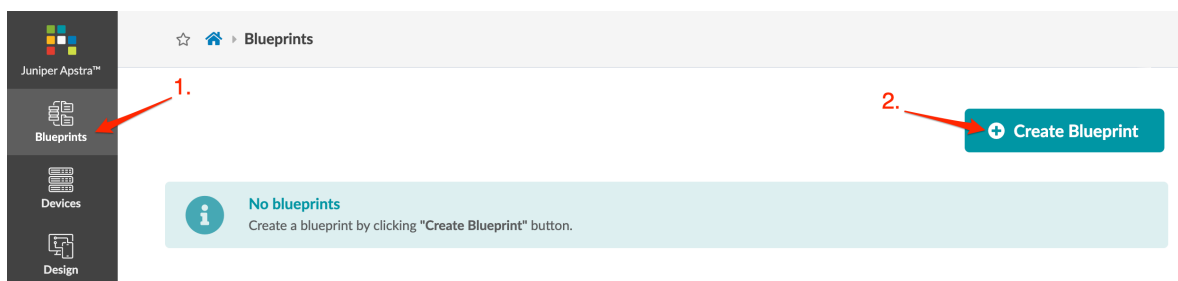 Juniper Apstra™
Blueprints
1.
2.
Create Blueprint
Blueprints
No blueprints
Create a blueprint by clicking "Create Blueprint" button.
Devices
Design